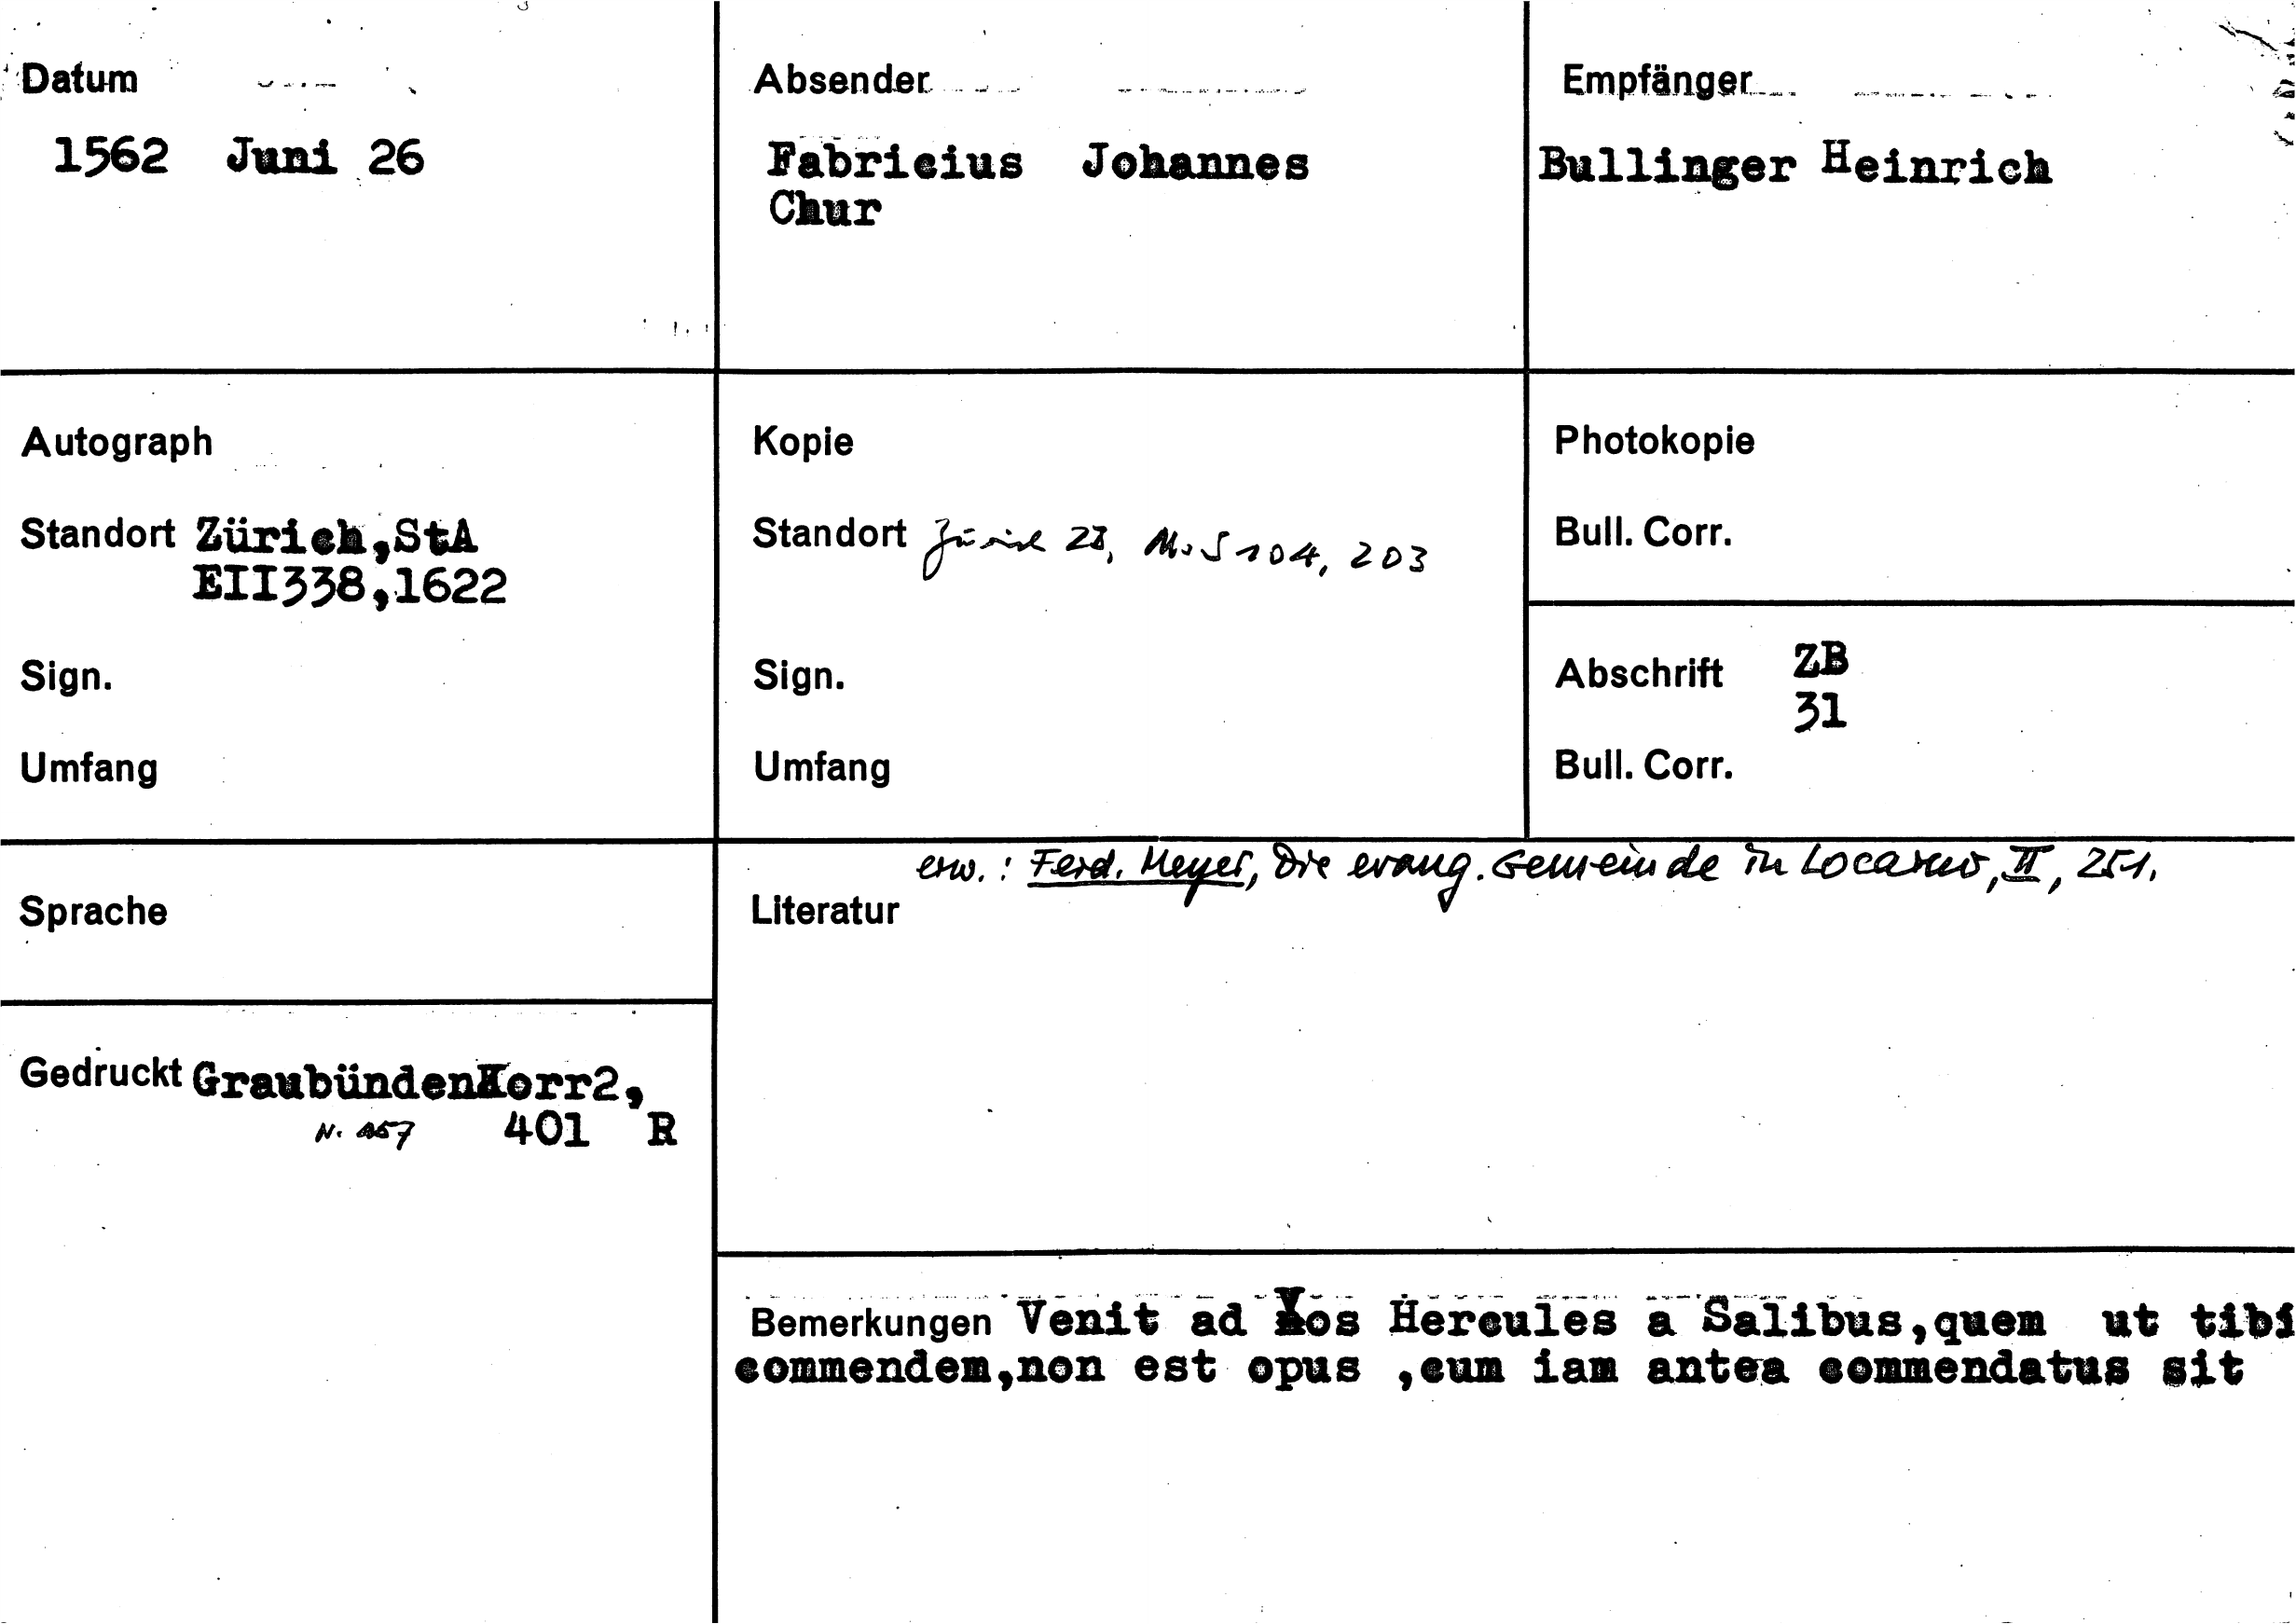 Datum
1562 Juni 26
Absender
Fabricius Johannes
Chur
Empfänger
Bullinger Heinrich
Autograph
Standort Zürich,StA
EII338,1622
Sign.
Umfang
Kopie
Standort Zürich ZB, Ms S 104, 203
Sign.
Umfang
Photokopie
Bull. Corr.
Abschrift ZB
31
Bull. Corr.
Sprache
erw.: Ferd. Meyer, Die evang. Gemeinde in Locarno, II, 251.
Literatur
Gedruckt GraubündenKorr2,
N. 457 401 R
Bemerkungen Venit ad Vos Hercules a Salibus,quem ut tibi
commendem,non est opus ,cum iam antea commendatus sit